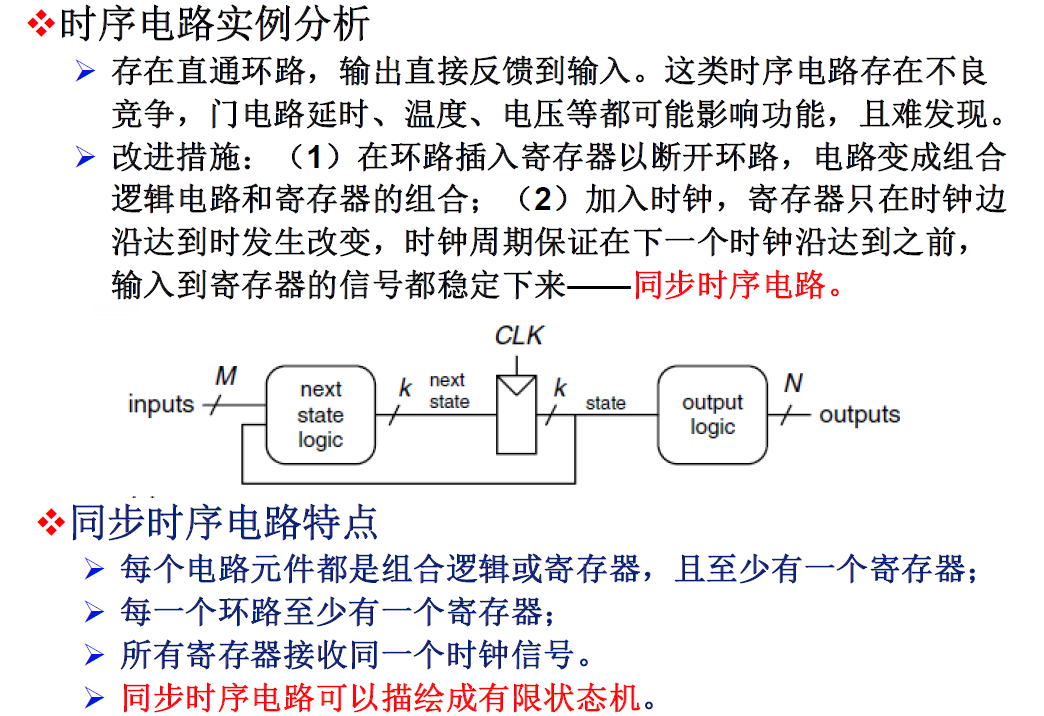 ❖时序电路实例分析
➢ 存在直通环路，输出直接反馈到输入。这类时序电路存在不良
竞争，门电路延时、温度、电压等都可能影响功能，且难发现。
➢ 改进措施：（1）在环路插入寄存器以断开环路，电路变成组合
逻辑电路和寄存器的组合；（2）加入时钟，寄存器只在时钟边
沿达到时发生改变，时钟周期保证在下一个时钟沿达到之前，
输入到寄存器的信号都稳定下来——同步时序电路。
CLK
inputs
M
next
state
logic
k
next
state
k
state
output
logic
N
outputs
❖同步时序电路特点
➢ 每个电路元件都是组合逻辑或寄存器，且至少有一个寄存器；
➢ 每一个环路至少有一个寄存器；
➢ 所有寄存器接收同一个时钟信号。
➢ 同步时序电路可以描绘成有限状态机。